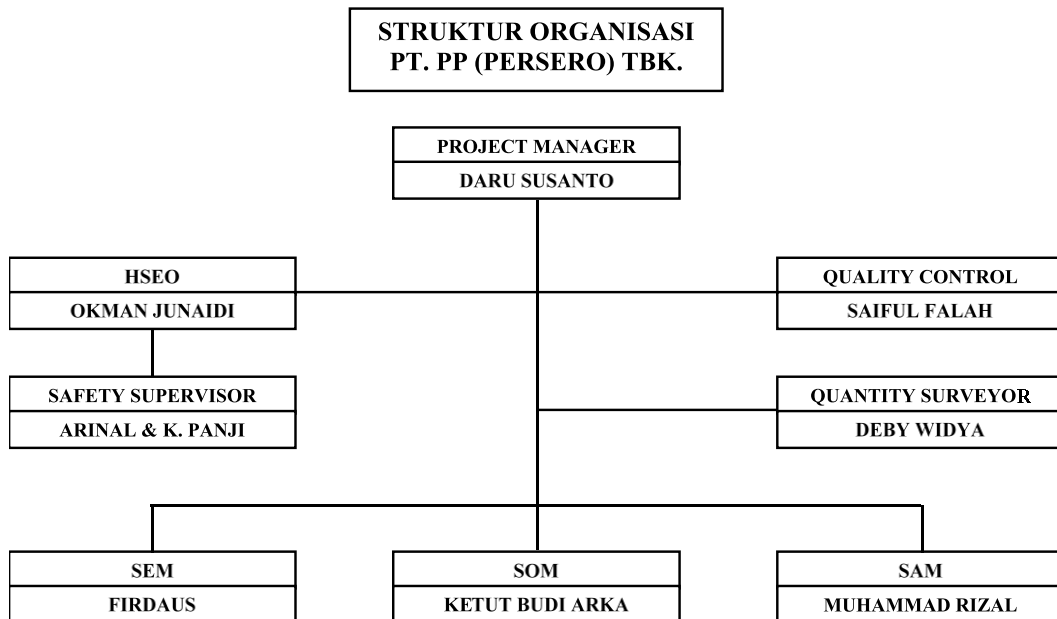 STRUKTUR ORGANISASI
PT. PP (PERSERO) TBK.
PROJECT MANAGER
DARU SUSANTO
HSEO
OKMAN JUNAIDI
QUALITY CONTROL
SAIFUL FALAH
SAFETY SUPERVISOR
ARINAL & K. PANJI
QUANTITY SURVEYOR
DEBY WIDYA
SEM
FIRDAUS
SOM
KETUT BUDI ARKA
SAM
MUHAMMAD RIZAL